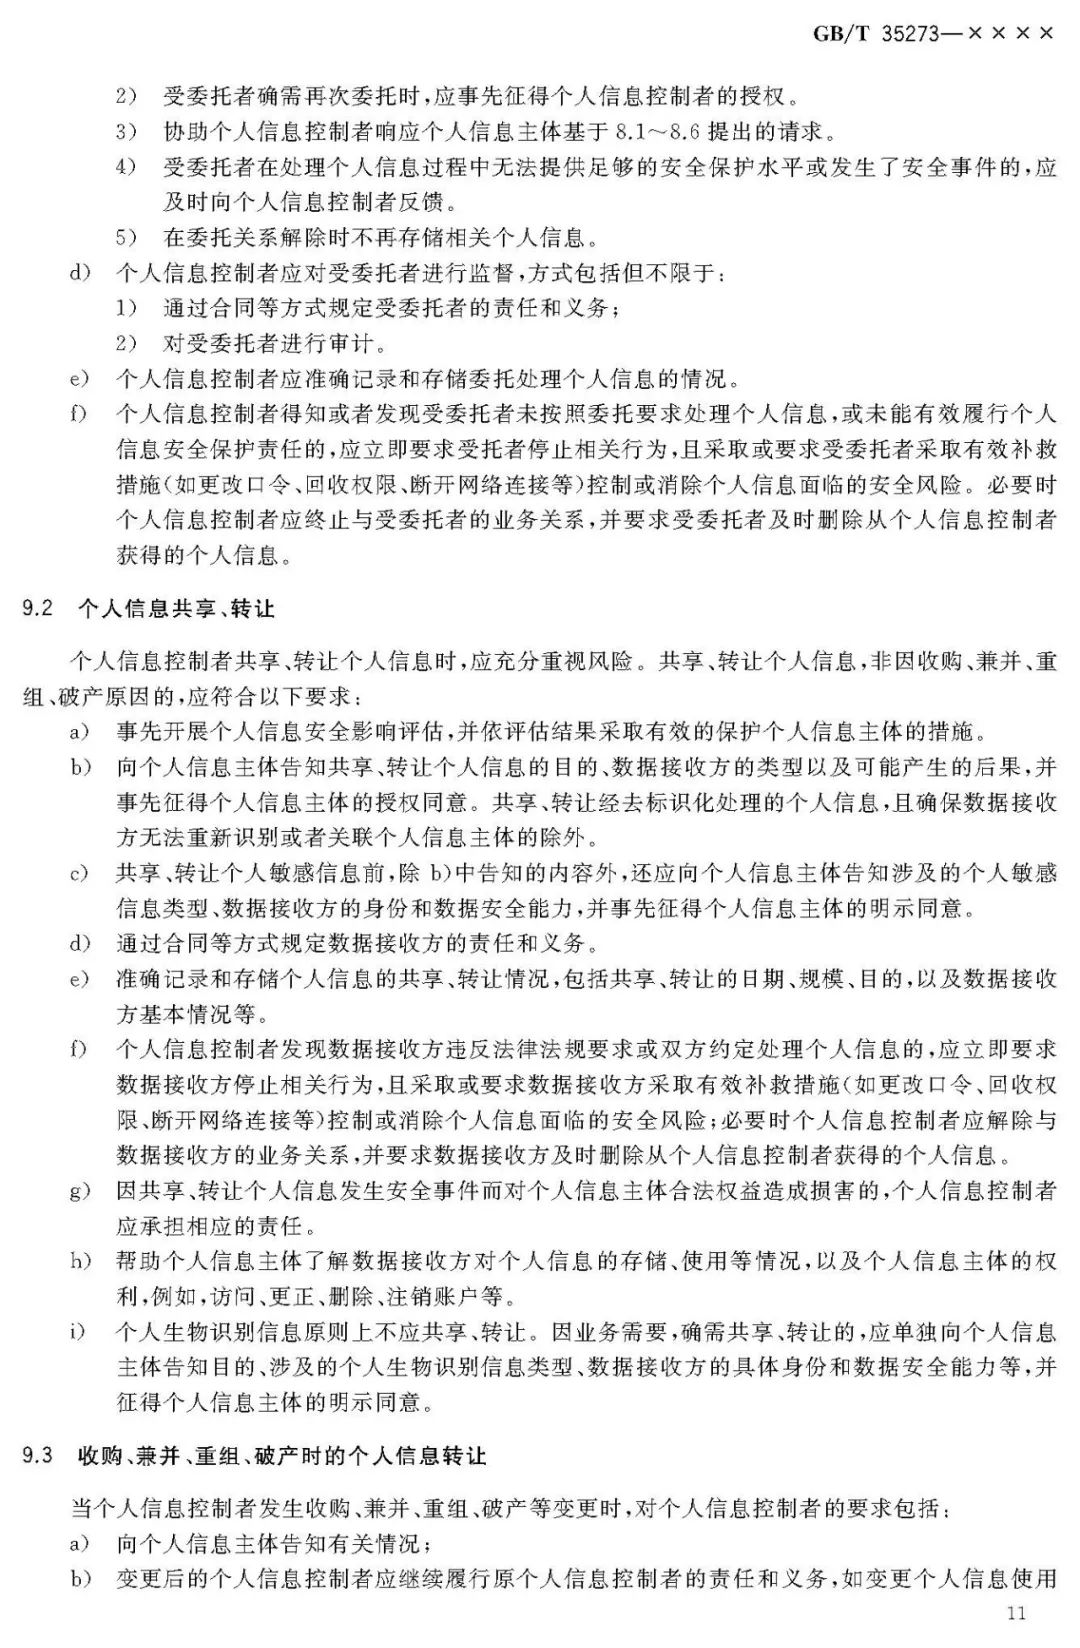 GB/T 35273—××××
2) 受委托者确需再次委托时,应事先征得个人信息控制者的授权。
3) 协助个人信息控制者响应个人信息主体基于 8.1~8.6 提出的请求。
4) 受委托者在处理个人信息过程中无法提供足够的安全保护水平或发生了安全事件的,应
及时向个人信息控制者反馈。
5) 在委托关系解除时不再存储相关个人信息。
d) 个人信息控制者应对受委托者进行监督,方式包括但不限于:
1) 通过合同等方式规定受委托者的责任和义务;
2) 对受委托者进行审计。
e) 个人信息控制者应准确记录和存储委托处理个人信息的情况。
f) 个人信息控制者得知或者发现受委托者未按照委托要求处理个人信息,或未能有效履行个人
信息安全保护责任的,应立即要求受托者停止相关行为,且采取或要求受委托者采取有效补救
措施(如更改口令、回收权限、断开网络连接等)控制或消除个人信息面临的安全风险。必要时
个人信息控制者应终止与受委托者的业务关系,并要求受委托者及时删除从个人信息控制者
获得的个人信息。
9.2 个人信息共享、转让
个人信息控制者共享、转让个人信息时,应充分重视风险。共享、转让个人信息,非因收购、兼并、重
组、破产原因的,应符合以下要求:
a) 事先开展个人信息安全影响评估,并依评估结果采取有效的保护个人信息主体的措施。
b) 向个人信息主体告知共享、转让个人信息的目的、数据接收方的类型以及可能产生的后果,并
事先征得个人信息主体的授权同意。共享、转让经去标识化处理的个人信息,且确保数据接收
方无法重新识别或者关联个人信息主体的除外。
c) 共享、转让个人敏感信息前,除 b)中告知的内容外,还应向个人信息主体告知涉及的个人敏感
信息类型、数据接收方的身份和数据安全能力,并事先征得个人信息主体的明示同意。
d) 通过合同等方式规定数据接收方的责任和义务。
e) 准确记录和存储个人信息的共享、转让情况,包括共享、转让的日期、规模、目的,以及数据接收
方基本情况等。
f) 个人信息控制者发现数据接收方违反法律法规要求或双方约定处理个人信息的,应立即要求
数据接收方停止相关行为,且采取或要求数据接收方采取有效补救措施(如更改口令、回收权
限、断开网络连接等)控制或消除个人信息面临的安全风险;必要时个人信息控制者应解除与
数据接收方的业务关系,并要求数据接收方及时删除从个人信息控制者获得的个人信息。
g) 因共享、转让个人信息发生安全事件而对个人信息主体合法权益造成损害的,个人信息控制者
应承担相应的责任。
h) 帮助个人信息主体了解数据接收方对个人信息的存储、使用等情况,以及个人信息主体的权
利,例如,访问、更正、删除、注销账户等。
i) 个人生物识别信息原则上不应共享、转让。因业务需要,确需共享、转让的,应单独向个人信息
主体告知目的、涉及的个人生物识别信息类型、数据接收方的具体身份和数据安全能力等,并
征得个人信息主体的明示同意。
9.3 收购、兼并、重组、破产时的个人信息转让
当个人信息控制者发生收购、兼并、重组、破产等变更时,对个人信息控制者的要求包括:
a) 向个人信息主体告知有关情况;
b) 变更后的个人信息控制者应继续履行原个人信息控制者的责任和义务,如变更个人信息使用
11